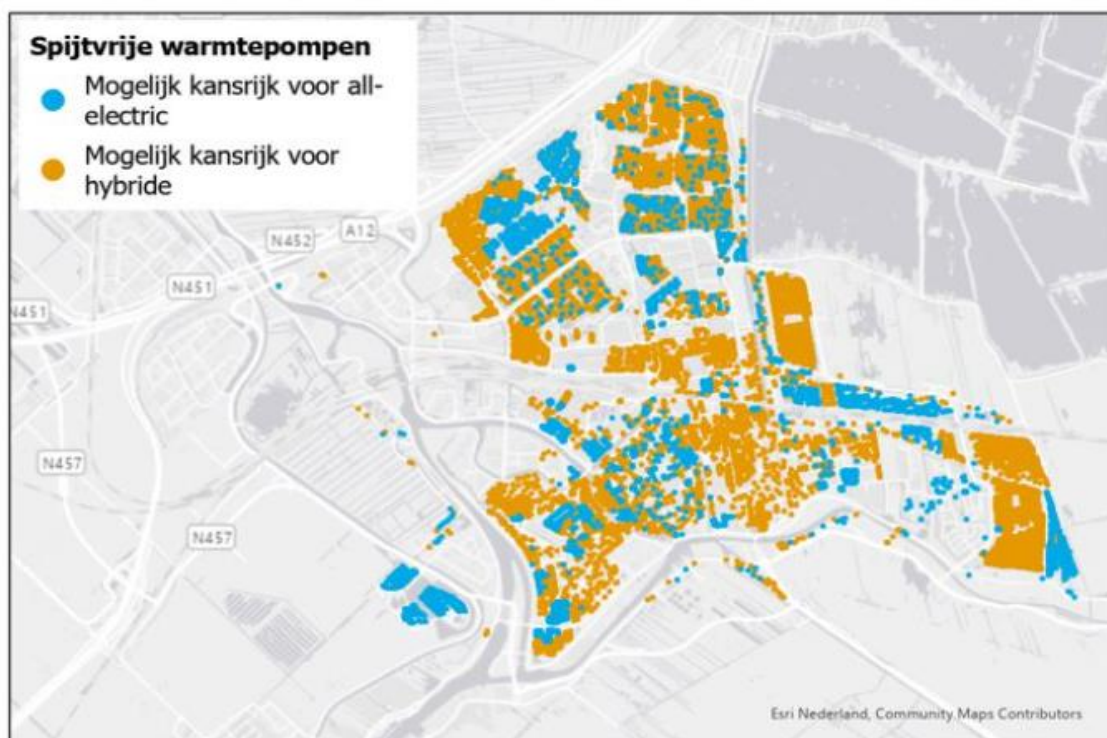 Spijtvrije warmtepompen
Mogelijk kansrijk voor all-
electric
Mogelijk kansrijk voor
hybride
N452
A12
N451
N451
N457
N457
Esri Nederland, Community Maps Contributors